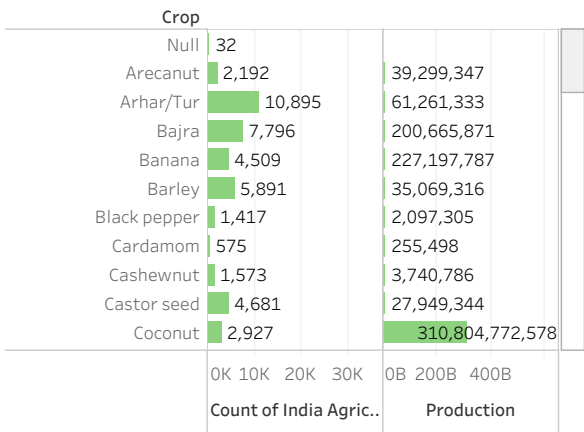 Crop
Null 32
Arecanut 2,192 39,299,347
Arhar/Tur 10,895 61,261,333
Bajra 7,796 200,665,871
Banana 4,509 227,197,787
Barley 5,891 35,069,316
Black pepper 1,417 2,097,305
Cardamom 575 255,498
Cashewnut 1,573 3,740,786
Castor seed 4,681 27,949,344
Coconut 2,927 310,804,772,578
0K 10K 20K 30K 0B 200B 400B
Count of India Agric.. Production